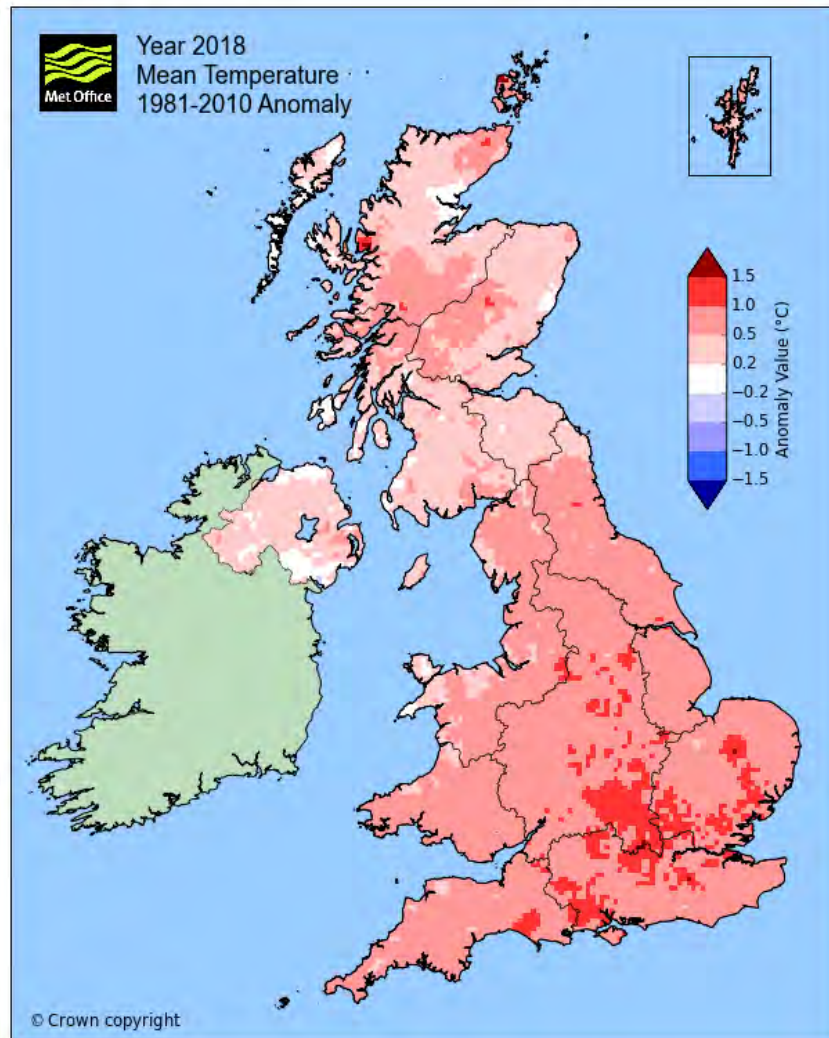 Year 2018
Mean Temperature
1981-2010 Anomaly
Met Office
1.5
1.0
0.5
0.2
−0.2
−0.5
−1.0
−1.5
Anomaly Value (°C)
© Crown copyright